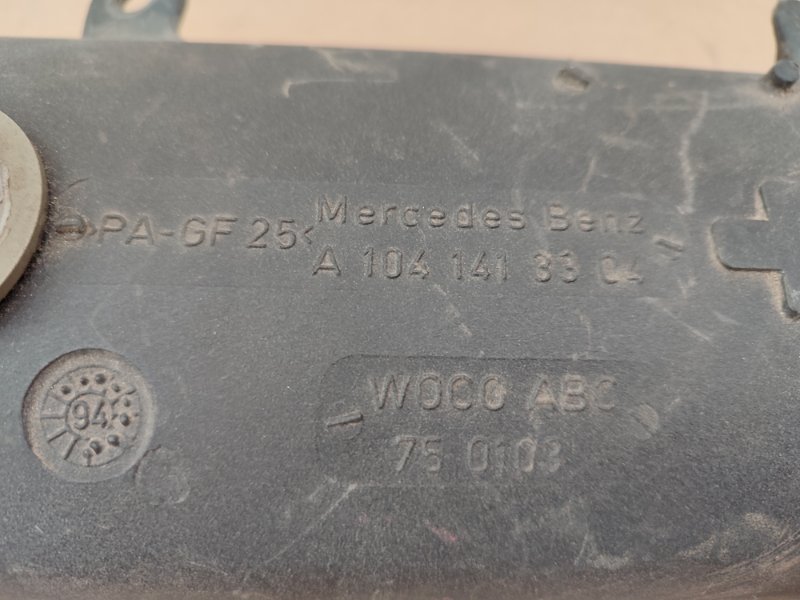 >PA-GF 25<
Mercedes Benz
A 104 141 33 04
94
WOCO ABC
75 0103